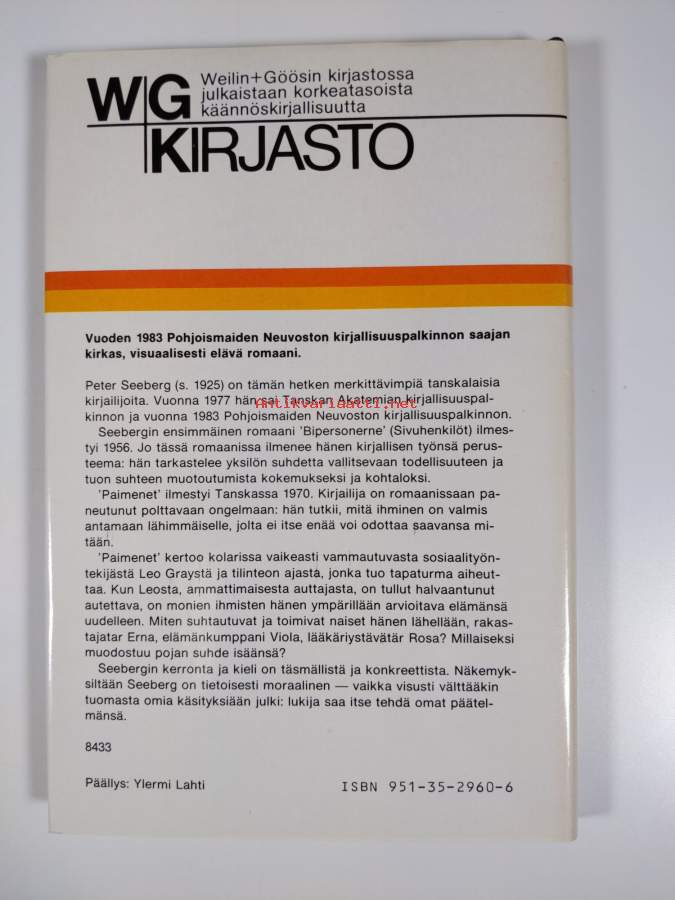 W+G Weilin+Göösin kirjastossa
julkaistaan korkeatasoista
käännöskirjallisuutta
KIRJASTO
Vuoden 1983 Pohjoismaiden Neuvoston kirjallisuuspalkinnon saajan
kirkas, visuaalisesti elävä romaani.
Peter Seeberg (s. 1925) on tämän hetken merkittävimpiä tanskalaisia
kirjailijoita. Vuonna 1977 hän sai Tanskan Akatemian kirjallisuuspal-
Antikvariaatti.net
kinnon ja vuonna 1983 Pohjoismaiden Neuvoston kirjallisuuspalkinnon.
Seebergin ensimmäinen romaani 'Bipersonerne' (Sivuhenkilöt) ilmes-
tyi 1956. Jo tässä romaanissa ilmenee hänen kirjallisen työnsä perus-
teema: hän tarkastelee yksilön suhdetta vallitsevaan todellisuuteen ja
tuon suhteen muotoutumista kokemukseksi ja kohtaloksi.
'Paimenet' ilmestyi Tanskassa 1970. Kirjailija on romaanissaan pa-
neutunut polttavaan ongelmaan: hän tutkii, mitä ihminen on valmis
antamaan lähimmäiselle, jolta ei itse enää voi odottaa saavansa mi-
tään.
'Paimenet' kertoo kolarissa vaikeasti vammautuvasta sosiaalityön-
tekijästä Leo Graystä ja tilinteon ajasta, jonka tuo tapaturma aiheut-
taa. Kun Leosta, ammattimaisesta auttajasta, on tullut halvaantunut
autettava, on monien ihmisten hänen ympärillään arvioitava elämänsä
uudelleen. Miten suhtautuvat ja toimivat naiset hänen lähellään, rakas-
tajatar Erna, elämänkumppani Viola, lääkäriystävätär Rosa? Millaiseksi
muodostuu pojan suhde isäänsä?
Seebergin kerronta ja kieli on täsmällistä ja konkreettista. Näkemyk-
siltään Seeberg on tietoisesti moraalinen — vaikka visusti välttääkin
tuomasta omia käsityksiään julki: lukija saa itse tehdä omat päätel-
mänsä.
8433
Päällys: Ylermi Lahti
ISBN 951-35-2960-6